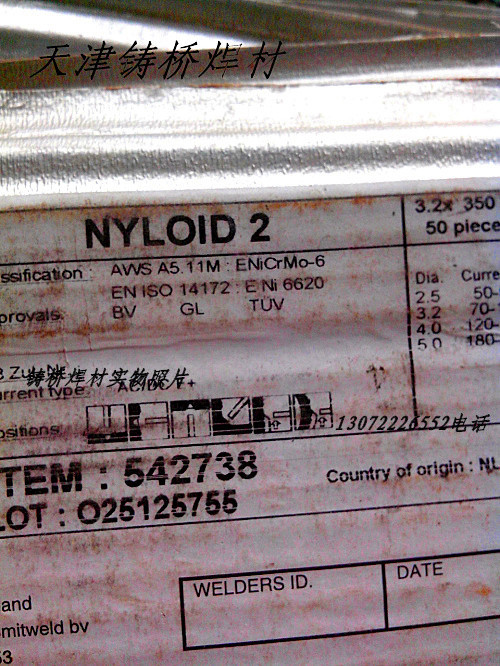 天津铸桥焊材
3.2x 350
50 piece
NYLOID 2
ssification : AWS A5.11M : ENiCrMo-6
EN ISO 14172 : E Ni 6620
provals: BV GL TÜV
Dia. Curre
2.5 50-
3.2 70-
4.0 120-
5.0 180-
铸桥焊材实物照片
urrent type:
ositions:
13072226552电话
TEM : 542738
Country of origin : NL
LOT : O25125755
WELDERS ID.
DATE
and
mitweld bv
53